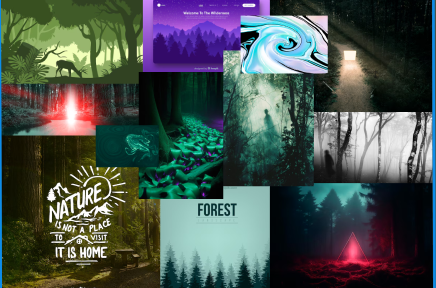 Welcome To The Wilderness
NATURE
IS NOT A PLACE
TO VISIT
IT IS HOME
FOREST